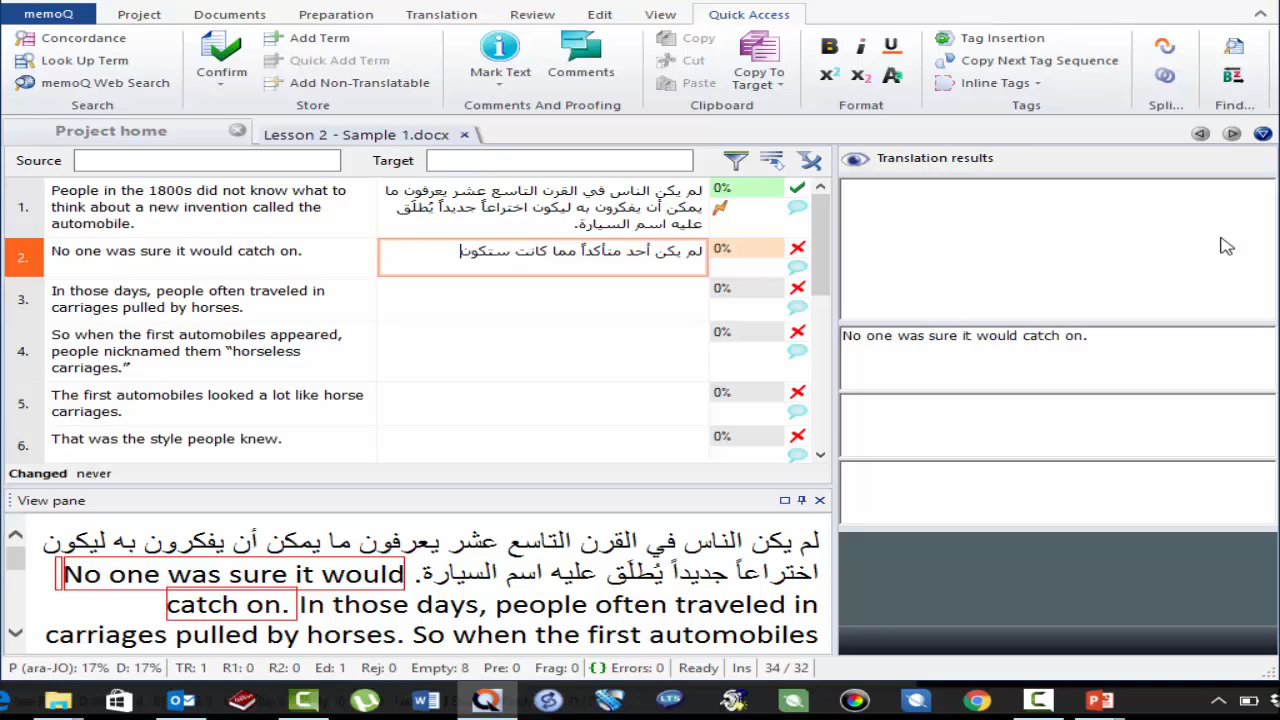 memoQ Project Documents Preparation Translation Review Edit View Quick Access
Concordance
Look Up Term
memoQ Web Search
Search
Confirm
Add Term
Quick Add Term
Add Non-Translatable
Store
Mark Text
Comments
Comments And Proofing
Copy
Cut
Paste
Copy To
Target
Clipboard
B i U
x² x₂ A
Format
Tag Insertion
Copy Next Tag Sequence
Inline Tags
Tags
Spli...
Find...
Project home
Lesson 2 - Sample 1.docx
Source
Target
Translation results
1.
People in the 1800s did not know what to
think about a new invention called the
automobile.
لم يكن الناس في القرن التاسع عشر يعرفون ما
يمكن أن يفكرون به ليكون اختراعاً جديداً يُطلَق
عليه اسم السيارة.
0%
2.
No one was sure it would catch on.
لم يكن أحد متأكداً مما كانت ستكوت
0%
3.
In those days, people often traveled in
carriages pulled by horses.
0%
4.
So when the first automobiles appeared,
people nicknamed them “horseless
carriages.”
0%
5.
The first automobiles looked a lot like horse
carriages.
0%
6.
That was the style people knew.
0%
No one was sure it would catch on.
Changed never
View pane
لم يكن الناس في القرن التاسع عشر يعرفون ما يمكن أن يفكرون به ليكون
اختراعاً جديداً يُطلَق عليه اسم السيارة. No one was sure it would
catch on. In those days, people often traveled in
carriages pulled by horses. So when the first automobiles
P (ara-JO): 17% D: 17% TR: 1 R1: 0 R2: 0 Ed: 1 Rej: 0 Empty: 8 Pre: 0 Frag: 0 {} Errors: 0 Ready Ins 34 / 32
LTS